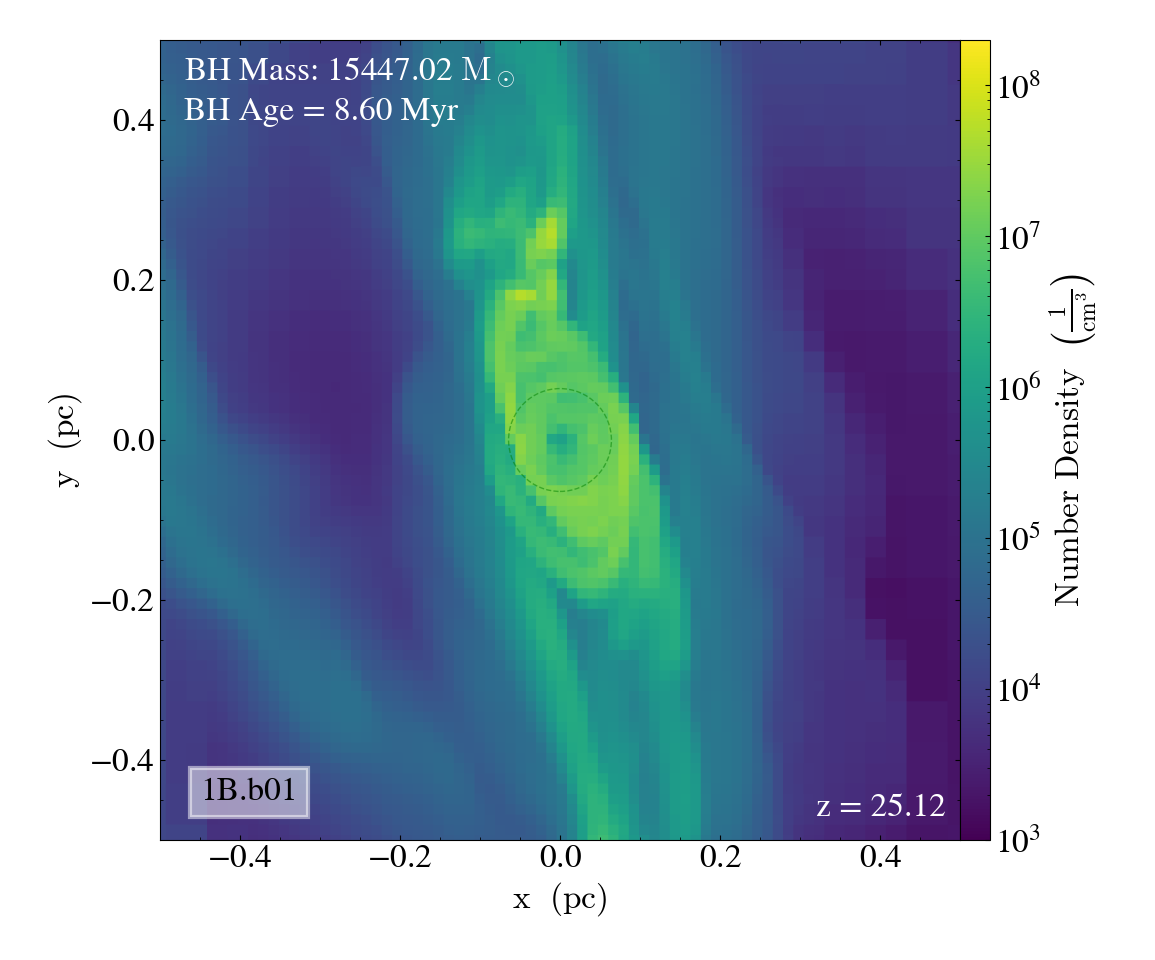 BH Mass: 15447.02 M⊙
BH Age = 8.60 Myr
1B.b01
z = 25.12
0.4
0.2
0.0
−0.2
−0.4
y (pc)
−0.4 −0.2 0.0 0.2 0.4
x (pc)
10⁸
10⁷
10⁶
10⁵
10⁴
10³
Number Density (1/cm³)